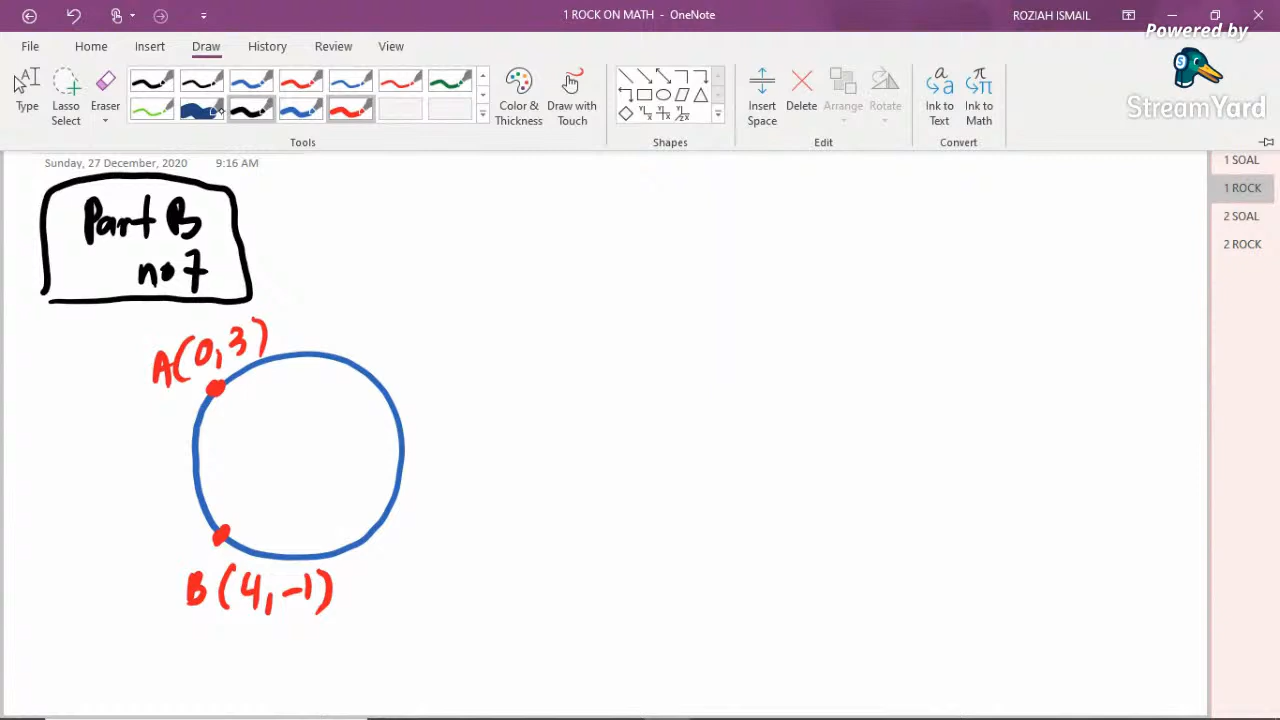 1 ROCK ON MATH - OneNote
ROZIAH ISMAIL
Powered by
StreamYard
File Home Insert Draw History Review View
Type
Lasso Select
Eraser
Color & Thickness
Draw with Touch
Insert Space
Delete
Arrange
Rotate
Ink to Text
Ink to Math
Tools
Shapes
Edit
Convert
Sunday, 27 December, 2020 9:16 AM
1 SOAL
1 ROCK
2 SOAL
2 ROCK
Part B
no 7
A(0,3)
B(4,-1)